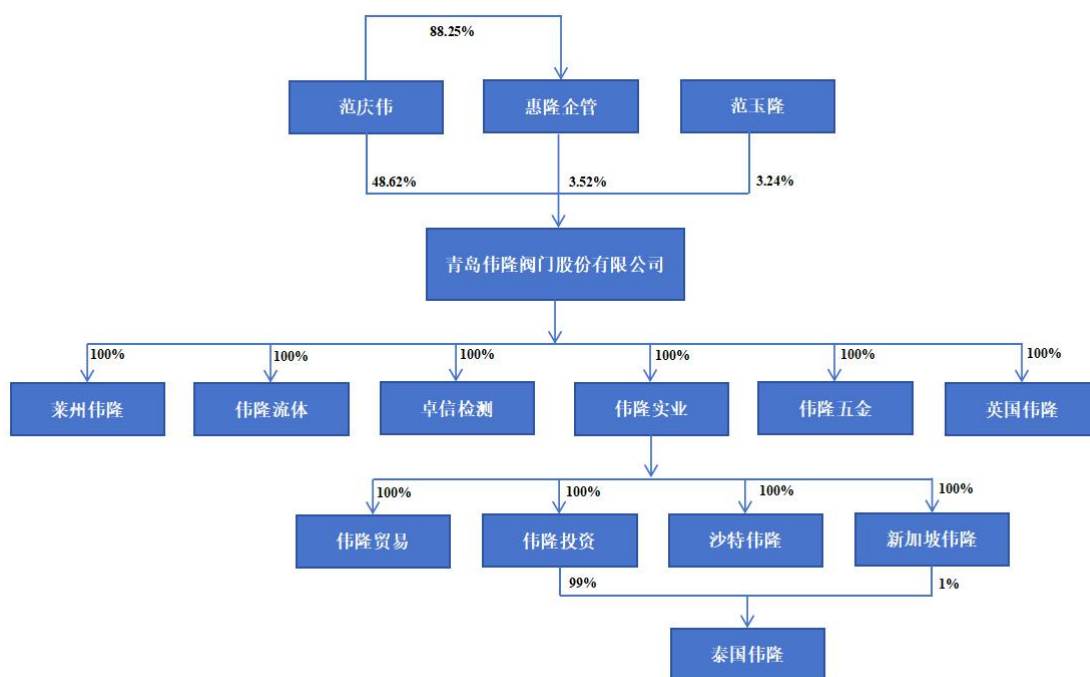 88.25%
范庆伟
惠隆企管
范玉隆
48.62%
3.52%
3.24%
青岛伟隆阀门股份有限公司
100%
100%
100%
100%
100%
100%
莱州伟隆
伟隆流体
卓信检测
伟隆实业
伟隆五金
英国伟隆
100%
100%
100%
100%
伟隆贸易
伟隆投资
沙特伟隆
新加坡伟隆
99%
1%
泰国伟隆